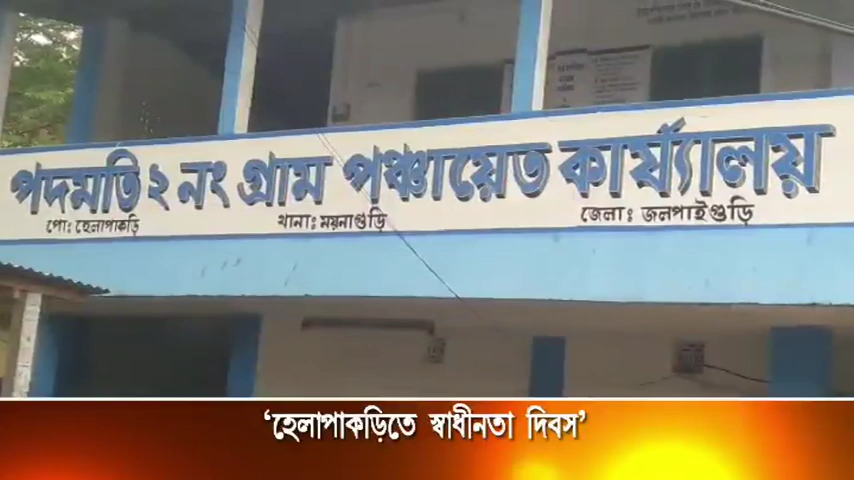 পদমতি ২ নং গ্রাম পঞ্চায়েত কার্য্যালয়
পোঃ হেলাপাকড়ি থানাঃ ময়নাগুড়ি জেলাঃ জলপাইগুড়ি
‘হেলাপাকড়িতে স্বাধীনতা দিবস’